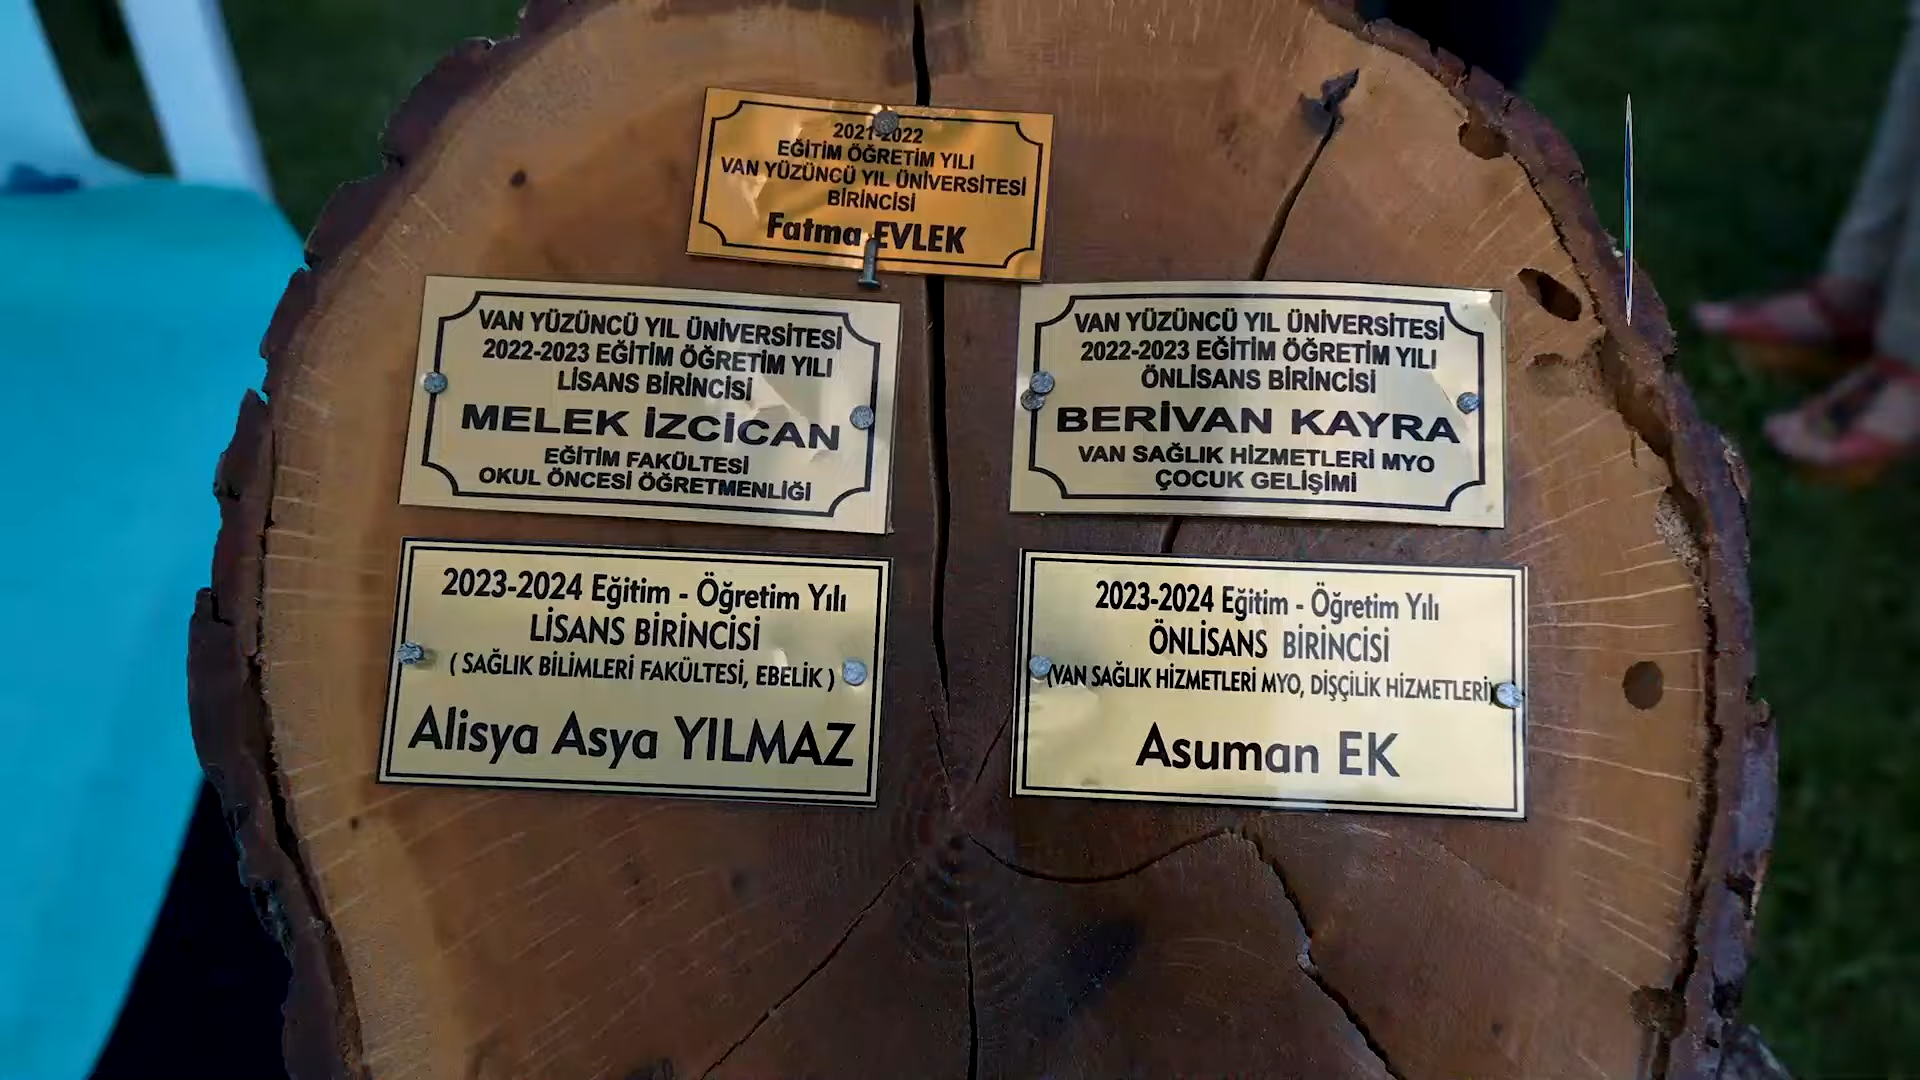 2021-2022
EĞİTİM ÖĞRETİM YILI
VAN YÜZÜNCÜ YIL ÜNİVERSİTESİ
BİRİNCİSİ
Fatma EVLEK
VAN YÜZÜNCÜ YIL ÜNİVERSİTESİ
2022-2023 EĞİTİM ÖĞRETİM YILI
LİSANS BİRİNCİSİ
MELEK İZCİCAN
EĞİTİM FAKÜLTESİ
OKUL ÖNCESİ ÖĞRETMENLİĞİ
VAN YÜZÜNCÜ YIL ÜNİVERSİTESİ
2022-2023 EĞİTİM ÖĞRETİM YILI
ÖNLİSANS BİRİNCİSİ
BERİVAN KAYRA
VAN SAĞLIK HİZMETLERİ MYO
ÇOCUK GELİŞİMİ
2023-2024 Eğitim - Öğretim Yılı
LİSANS BİRİNCİSİ
( SAĞLIK BİLİMLERİ FAKÜLTESİ, EBELİK )
Alisya Asya YILMAZ
2023-2024 Eğitim - Öğretim Yılı
ÖNLİSANS BİRİNCİSİ
(VAN SAĞLIK HİZMETLERİ MYO, DİŞÇİLİK HİZMETLERİ)
Asuman EK